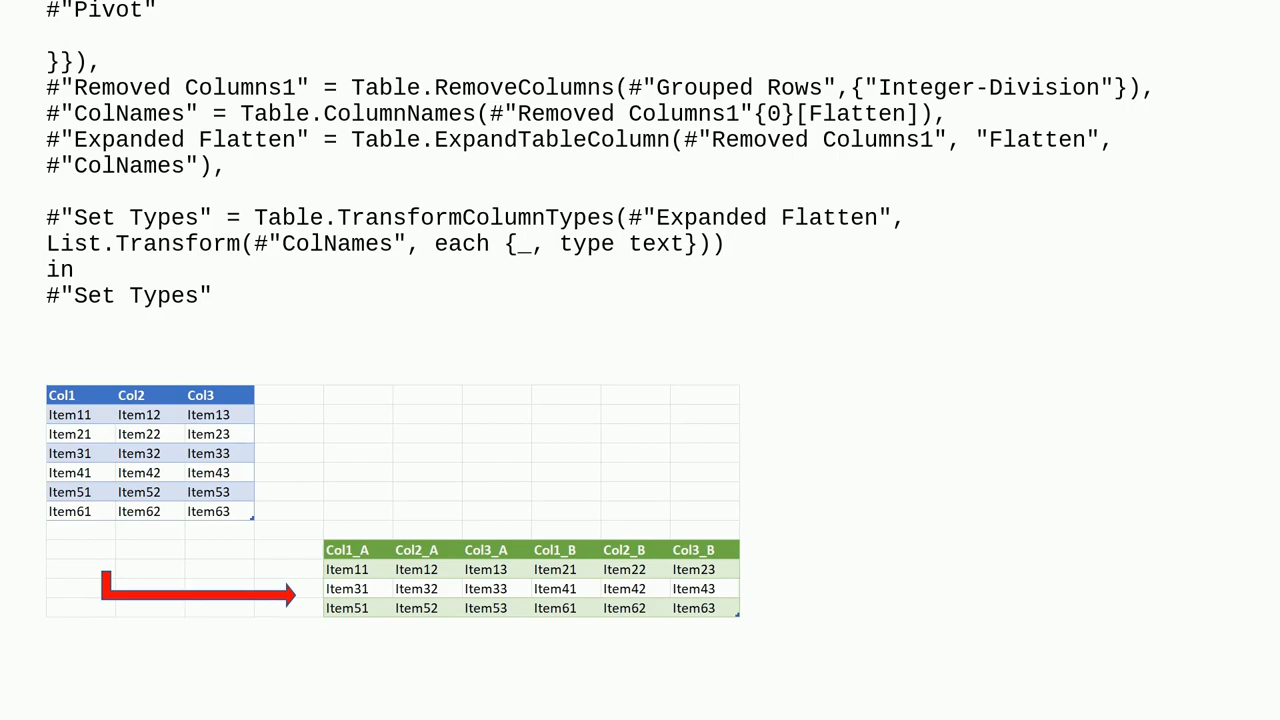 #"Pivot"
}}),
#"Removed Columns1" = Table.RemoveColumns(#"Grouped Rows",{"Integer-Division"}),
#"ColNames" = Table.ColumnNames(#"Removed Columns1"{0}[Flatten]),
#"Expanded Flatten" = Table.ExpandTableColumn(#"Removed Columns1", "Flatten",
#"ColNames"),
#"Set Types" = Table.TransformColumnTypes(#"Expanded Flatten",
List.Transform(#"ColNames", each {_, type text}))
in
#"Set Types"
Col1 Col2 Col3
Item11 Item12 Item13
Item21 Item22 Item23
Item31 Item32 Item33
Item41 Item42 Item43
Item51 Item52 Item53
Item61 Item62 Item63
Col1_A Col2_A Col3_A Col1_B Col2_B Col3_B
Item11 Item12 Item13 Item21 Item22 Item23
Item31 Item32 Item33 Item41 Item42 Item43
Item51 Item52 Item53 Item61 Item62 Item63